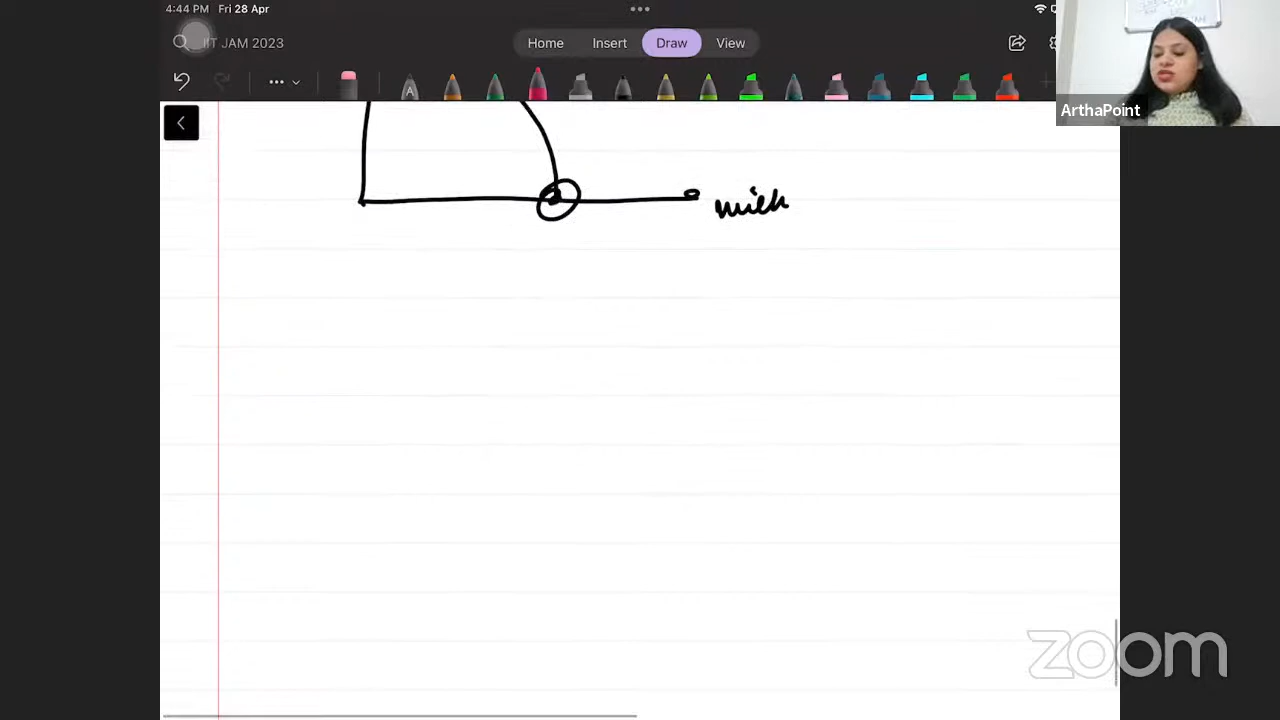 4:44 PM Fri 28 Apr
IIT JAM 2023
Home Insert Draw View
A
ArthaPoint
milk
zoom